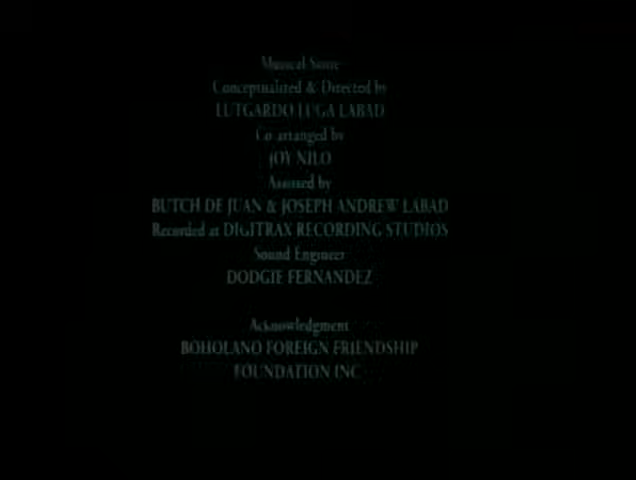 Musical Score
Conceptualized & Directed by
LUTGARDO LUGA LABAD
Co-arranged by
JOY NILO
Assisted by
BUTCH DE JUAN & JOSEPH ANDREW LABAD
Recorded at DIGITRAX RECORDING STUDIOS
Sound Engineer
DODGIE FERNANDEZ
Acknowledgment
BOHOLANO FOREIGN FRIENDSHIP
FOUNDATION INC